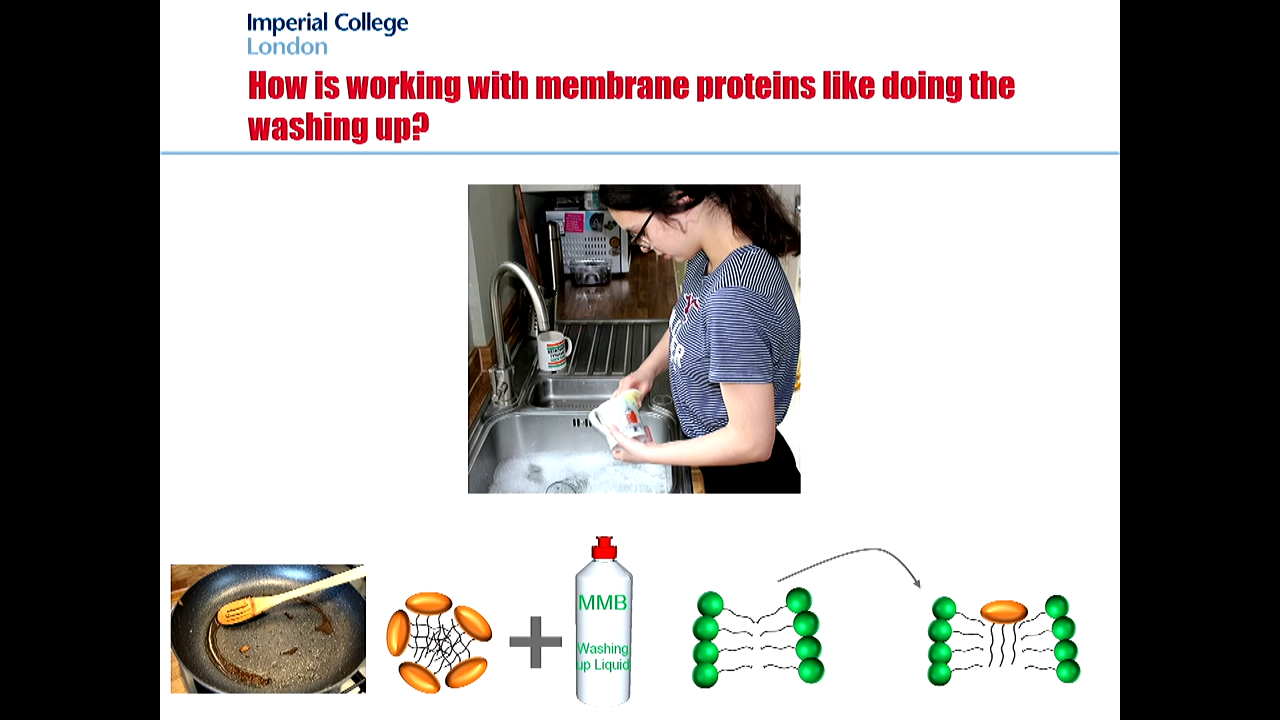 Imperial College
London
How is working with membrane proteins like doing the
washing up?
MMB
Washing
up Liquid